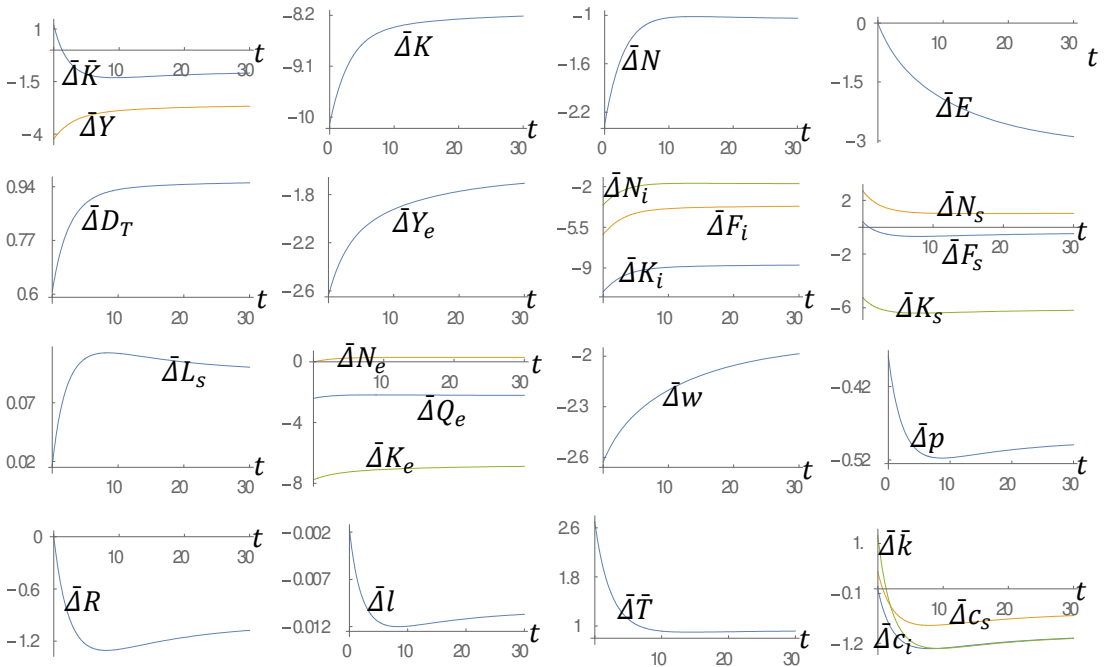 1
t
10 20 30
Δ̄K̄
−1.5
Δ̄Y
−4
−8.2
Δ̄K
−9.1
−10
t
0 10 20 30
−1
Δ̄N
−1.6
−2.2
t
0 10 20 30
0
10 20 30
t
−1.5
Δ̄E
−3
0.94
Δ̄D_T
0.77
0.6
t
10 20 30
−1.8
Δ̄Y_e
−2.2
−2.6
t
0 10 20 30
−2
Δ̄N_i
−5.5
Δ̄F_i
−9
Δ̄K_i
t
0 10 20 30
2
Δ̄N_s
t
10 20 30
−2
Δ̄F_s
−6
Δ̄K_s
Δ̄L_s
0.07
0.02
t
10 20 30
0
Δ̄N_e
t
10 20 30
−4
Δ̄Q_e
Δ̄K_e
−8
−2
Δ̄w
−2.3
−2.6
t
0 10 20 30
−0.42
Δ̄p
−0.52
t
0 10 20 30
0
t
10 20 30
−0.6
Δ̄R
−1.2
−0.002
−0.007
Δ̄l
−0.012
t
10 20 30
2.6
1.8
Δ̄T̄
1
t
10 20 30
1.
Δ̄k̄
−0.1
t
10 20 30
Δ̄c_s
−1.2
Δ̄c_i